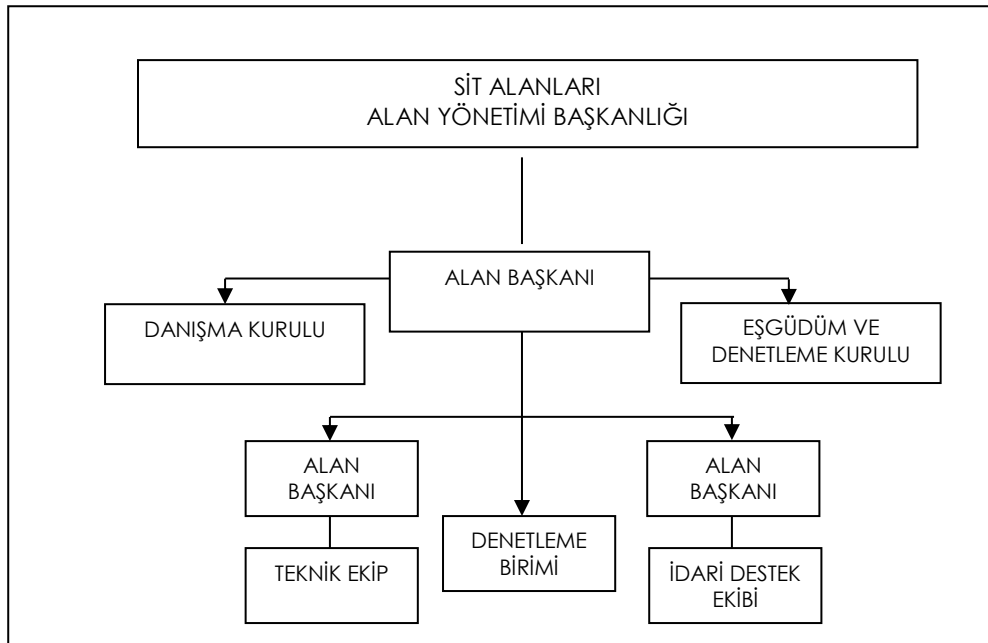 SİT ALANLARI
ALAN YÖNETİMİ BAŞKANLIĞI
ALAN BAŞKANI
DANIŞMA KURULU
EŞGÜDÜM VE
DENETLEME KURULU
ALAN
BAŞKANI
ALAN
BAŞKANI
TEKNİK EKİP
DENETLEME
BİRİMİ
İDARİ DESTEK
EKİBİ